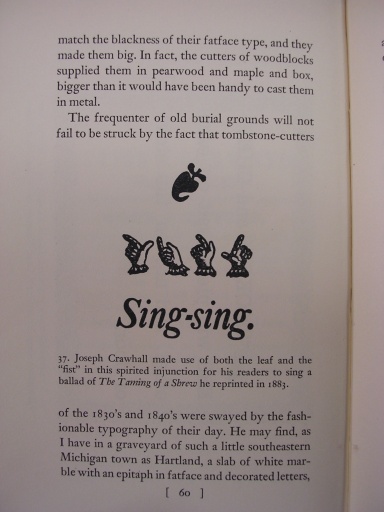 match the blackness of their fatface type, and they
made them big. In fact, the cutters of woodblocks
supplied them in pearwood and maple and box,
bigger than it would have been handy to cast them
in metal.
The frequenter of old burial grounds will not
fail to be struck by the fact that tombstone-cutters
Sing-sing.
37. Joseph Crawhall made use of both the leaf and the
"fist" in this spirited injunction for his readers to sing a
ballad of The Taming of a Shrew he reprinted in 1883.
of the 1830's and 1840's were swayed by the fash-
ionable typography of their day. He may find, as
I have in a graveyard of such a little southeastern
Michigan town as Hartland, a slab of white mar-
ble with an epitaph in fatface and decorated letters,
[ 60 ]